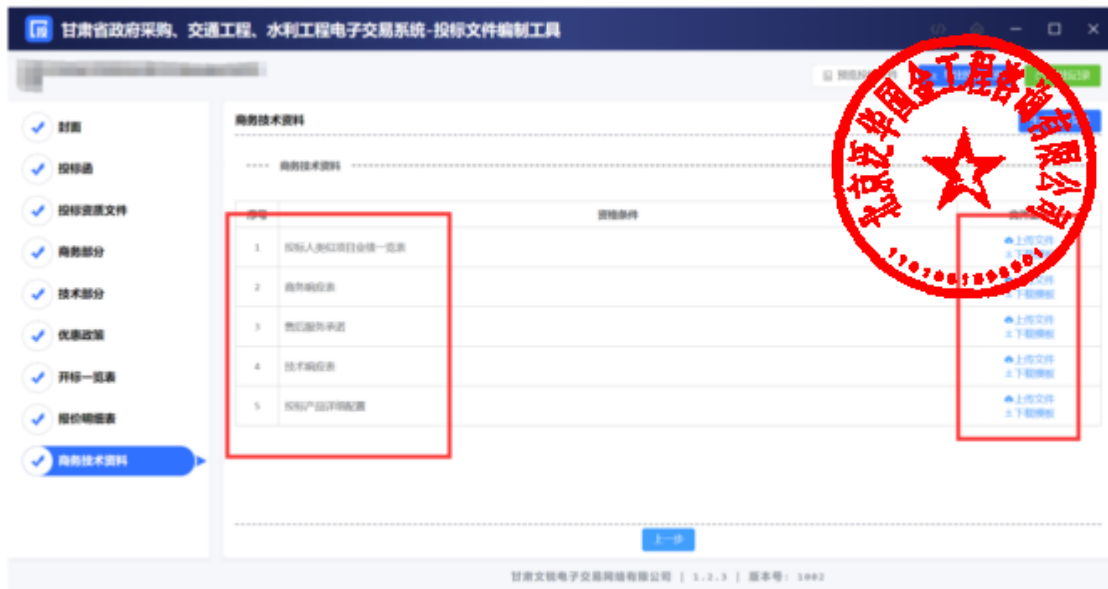 甘肃省政府采购、交通工程、水利工程电子交易系统-投标文件编制工具
封面
投标函
投标资质文件
商务部分
技术部分
优惠政策
开标一览表
报价明细表
商务技术资料
商务技术资料
商务技术资料
序号 资格条件
1 投标人类似项目业绩一览表 上传文件
下载模板
2 商务响应表 上传文件
下载模板
3 售后服务承诺 上传文件
下载模板
4 技术响应表 上传文件
下载模板
5 投标产品详细配置 上传文件
下载模板
北京泛华国金工程咨询有限公司
上一步
甘肃文锐电子交易网络有限公司 | 1.2.3 | 版本号: 1002